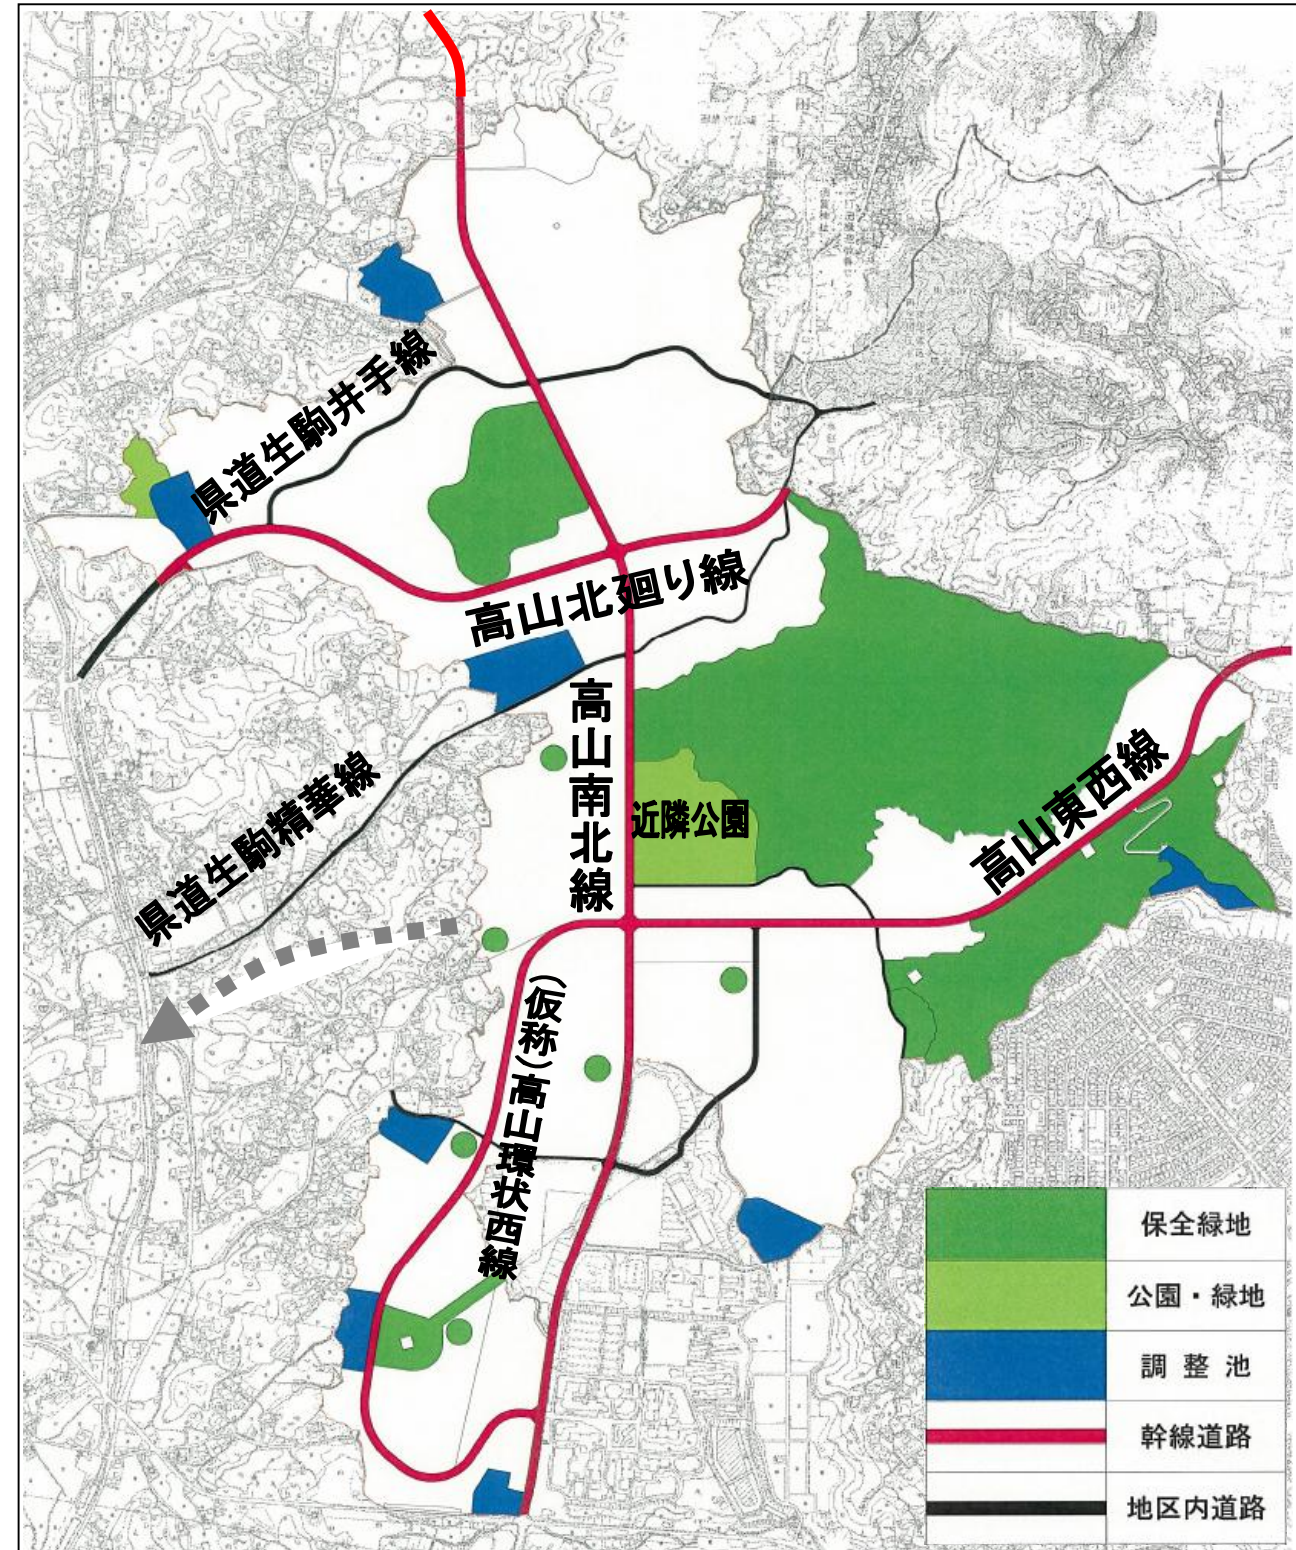 県道生駒井手線
高山北廻り線
高山南北線
県道生駒精華線
近隣公園
高山東西線
(仮称)高山環状西線
保全緑地
公園・緑地
調整池
幹線道路
地区内道路